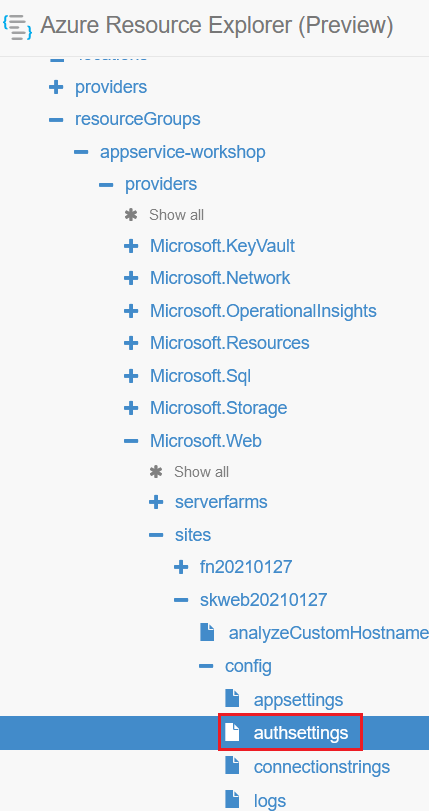 Azure Resource Explorer (Preview)
locations
providers
resourceGroups
appservice-workshop
providers
Show all
Microsoft.KeyVault
Microsoft.Network
Microsoft.OperationalInsights
Microsoft.Resources
Microsoft.Sql
Microsoft.Storage
Microsoft.Web
Show all
serverfarms
sites
fn20210127
skweb20210127
analyzeCustomHostname
config
appsettings
authsettings
connectionstrings
logs